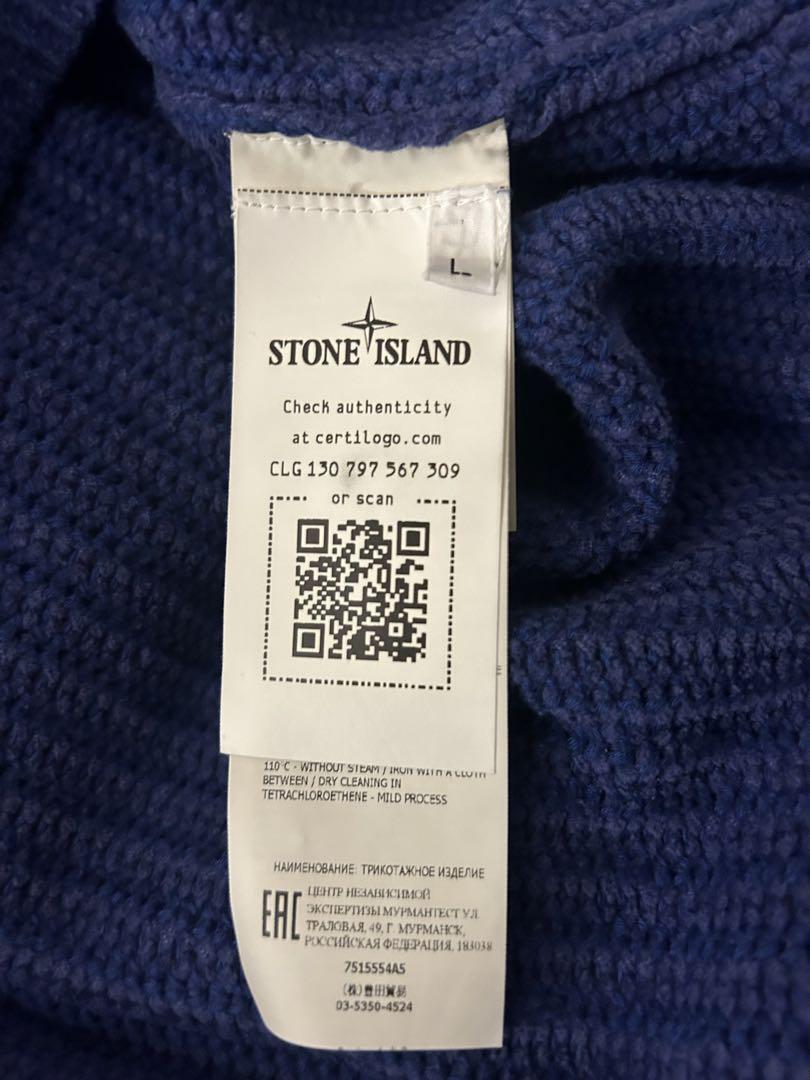 L
STONE ISLAND
Check authenticity
at certilogo.com
CLG 130 797 567 309
or scan
110°C - WITHOUT STEAM / IRON WITH A CLOTH
BETWEEN / DRY CLEANING IN
TETRACHLOROETHENE - MILD PROCESS
НАИМЕНОВАНИЕ: ТРИКОТАЖНОЕ ИЗДЕЛИЕ
EAC
ЦЕНТР НЕЗАВИСИМОЙ
ЭКСПЕРТИЗЫ МУРМАНТЕСТ УЛ.
ТРАЛОВАЯ, 49, Г. МУРМАНСК,
РОССИЙСКАЯ ФЕДЕРАЦИЯ, 183038
7515554A5
(株)豊田貿易
03-5350-4524